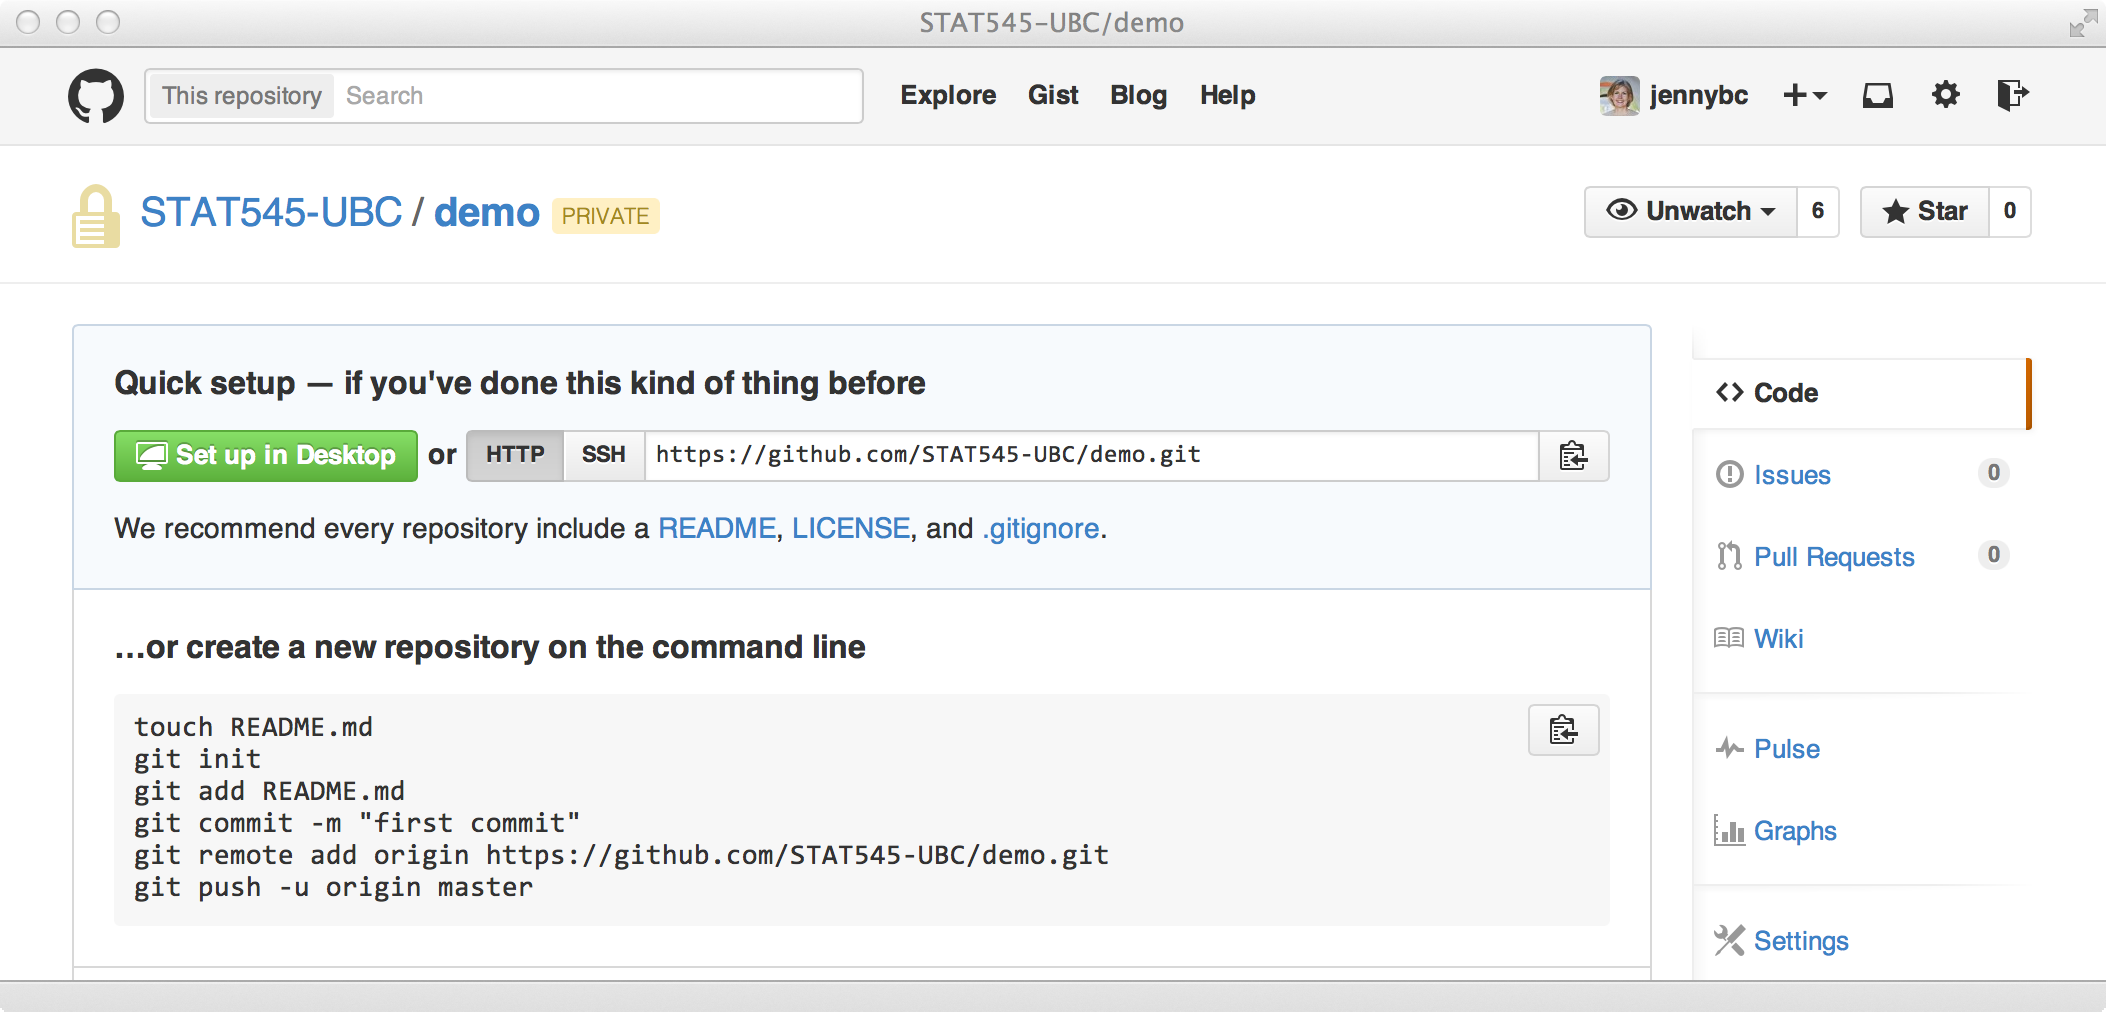 STAT545-UBC/demo
This repository Search Explore Gist Blog Help jennybc
STAT545-UBC / demo PRIVATE Unwatch 6 Star 0
Quick setup — if you've done this kind of thing before
Set up in Desktop or HTTP SSH https://github.com/STAT545-UBC/demo.git
We recommend every repository include a README, LICENSE, and .gitignore.
…or create a new repository on the command line
touch README.md
git init
git add README.md
git commit -m "first commit"
git remote add origin https://github.com/STAT545-UBC/demo.git
git push -u origin master
Code
Issues 0
Pull Requests 0
Wiki
Pulse
Graphs
Settings